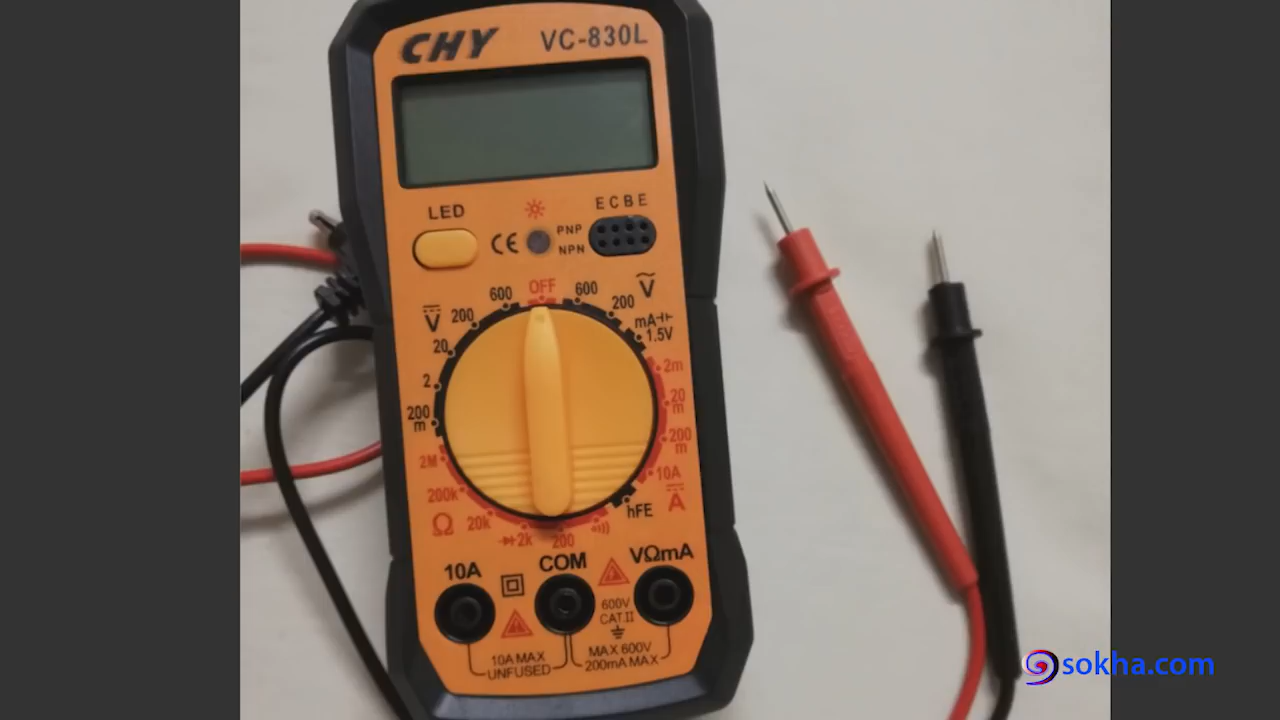 CHY VC-830L
LED
E C B E
CE
PNP
NPN
OFF
600
200
V
20
2
200
m
600
200
V
mA
1.5V
2m
20
m
200
m
10A
A
hFE
2M
200k
Ω
20k
2k
200
10A
COM
VΩmA
600V
CAT.II
10A MAX
UNFUSED
MAX 600V
200mA MAX
sokha.com